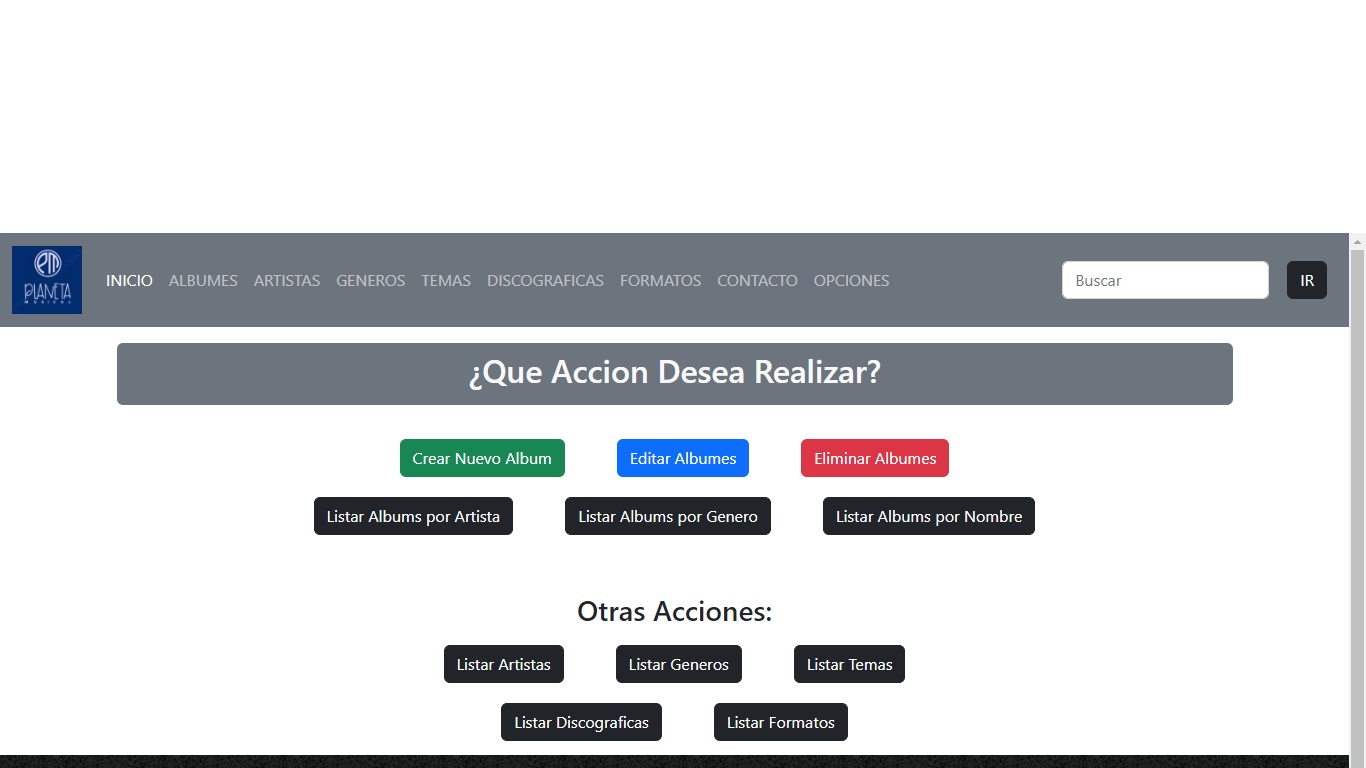 PM
PLANETA
MUSICAL
INICIO ALBUMES ARTISTAS GENEROS TEMAS DISCOGRAFICAS FORMATOS CONTACTO OPCIONES Buscar IR
¿Que Accion Desea Realizar?
Crear Nuevo Album Editar Albumes Eliminar Albumes
Listar Albums por Artista Listar Albums por Genero Listar Albums por Nombre
Otras Acciones:
Listar Artistas Listar Generos Listar Temas
Listar Discograficas Listar Formatos